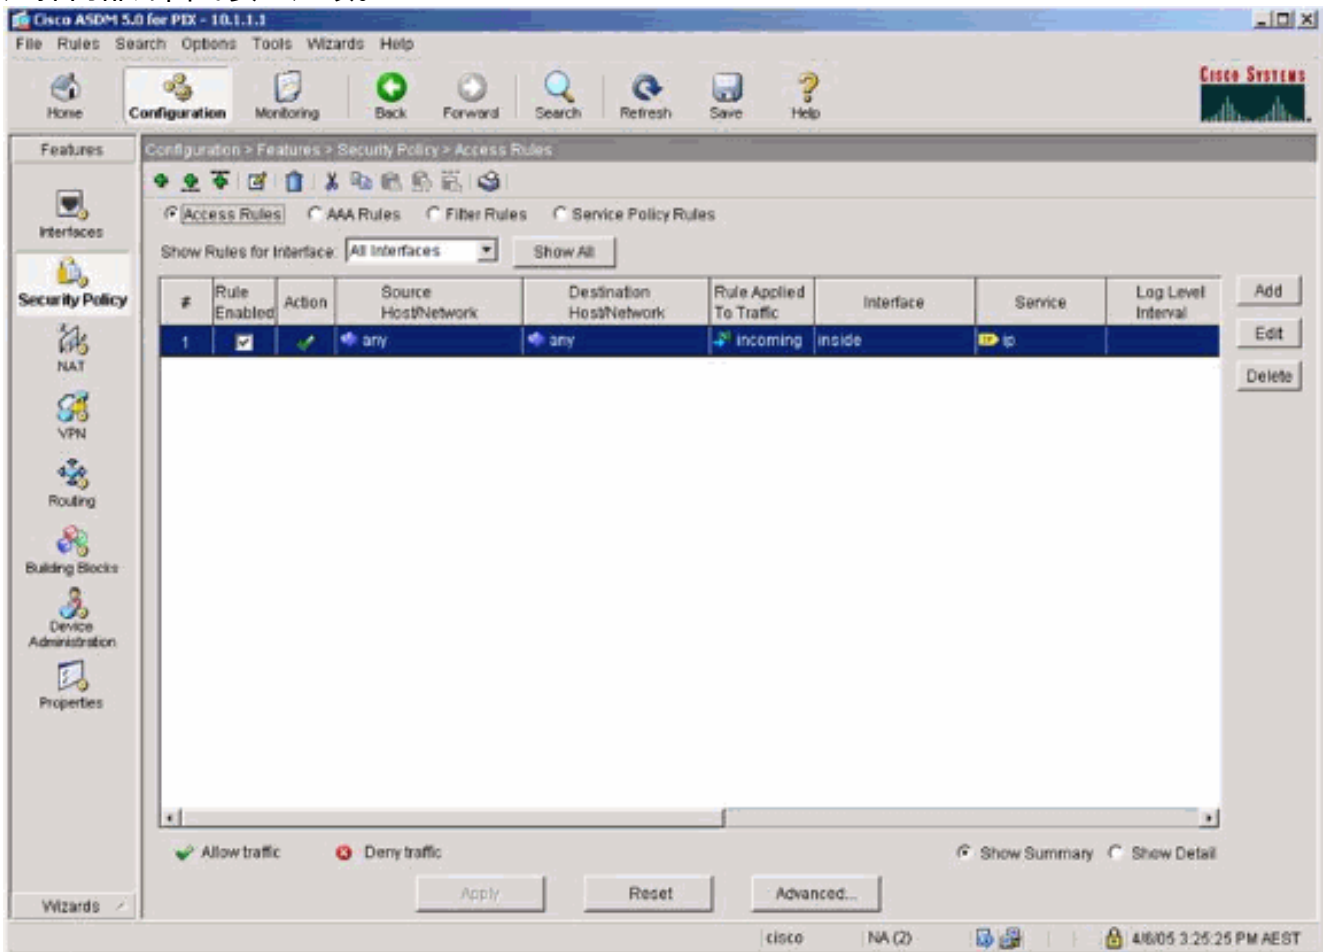 Cisco ASDM 5.0 for PIX - 10.1.1.1
File Rules Search Options Tools Wizards Help
Home Configuration Monitoring Back Forward Search Refresh Save Help
CISCO SYSTEMS
Features
Configuration > Features > Security Policy > Access Rules
Interfaces
Security Policy
NAT
VPN
Routing
Building Blocks
Device Administration
Properties
Wizards
Access Rules AAA Rules Filter Rules Service Policy Rules
Show Rules for Interface: All Interfaces Show All
# Rule Enabled Action Source Host/Network Destination Host/Network Rule Applied To Traffic Interface Service Log Level Interval
1 any any incoming inside IP ip
Add
Edit
Delete
Allow traffic Deny traffic Show Summary Show Detail
Apply Reset Advanced...
cisco NA (2) 4/6/05 3:25:25 PM AEST